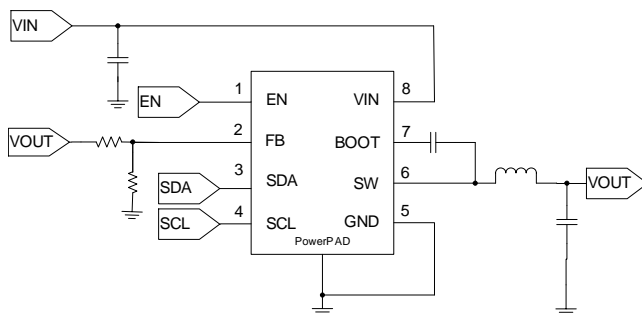 VIN
1
EN
EN
VIN
8
VOUT
2
FB
BOOT
7
3
SDA
SDA
SW
6
VOUT
4
SCL
SCL
GND
5
PowerPAD